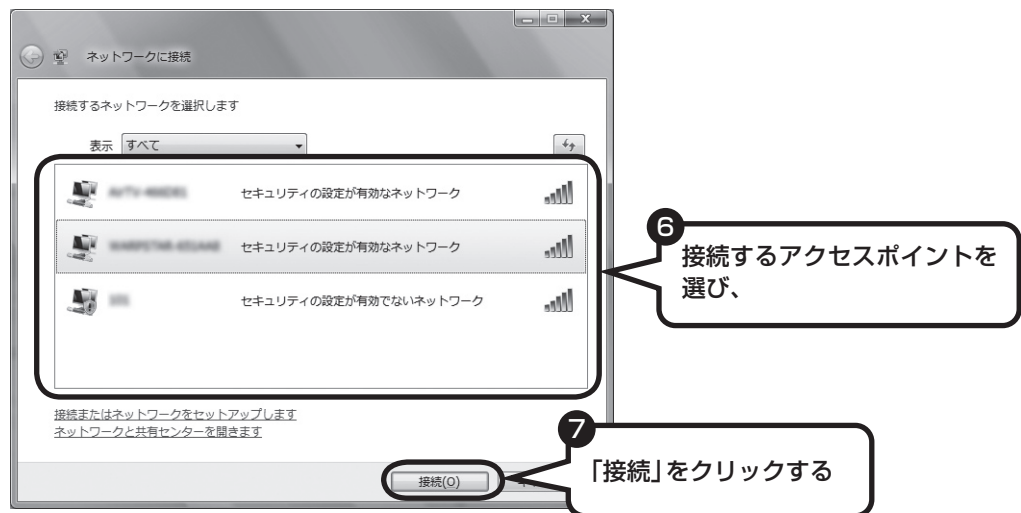 ネットワークに接続
接続するネットワークを選択します
表示 すべて
セキュリティの設定が有効なネットワーク
セキュリティの設定が有効なネットワーク
セキュリティの設定が有効でないネットワーク
6
接続するアクセスポイントを
選び、
接続またはネットワークをセットアップします
ネットワークと共有センターを開きます
7
「接続」をクリックする
接続(O)